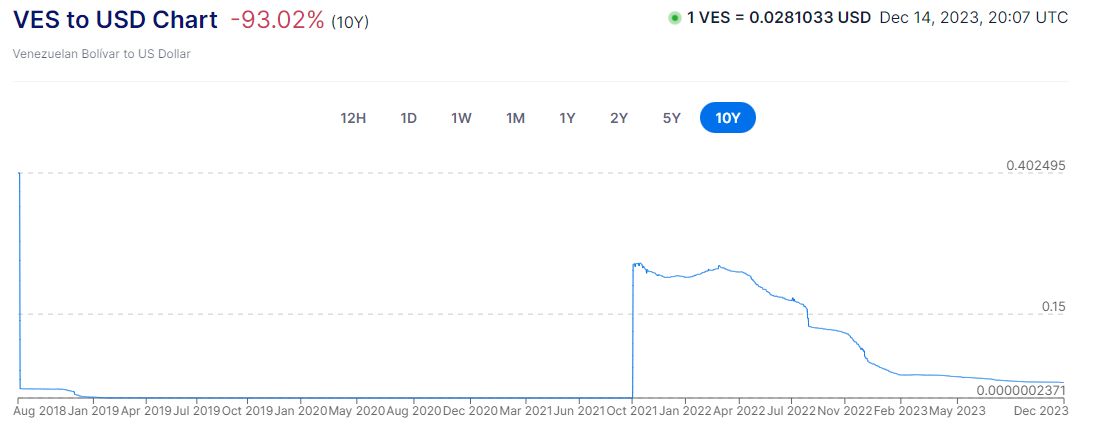 VES to USD Chart -93.02% (10Y)
1 VES = 0.0281033 USD Dec 14, 2023, 20:07 UTC
Venezuelan Bolívar to US Dollar
12H 1D 1W 1M 1Y 2Y 5Y 10Y
0.402495
0.15
0.0000002371
Aug 2018 Jan 2019 Apr 2019 Jul 2019 Oct 2019 Jan 2020 May 2020 Aug 2020 Dec 2020 Mar 2021 Jun 2021 Oct 2021 Jan 2022 Apr 2022 Jul 2022 Nov 2022 Feb 2023 May 2023 Dec 2023